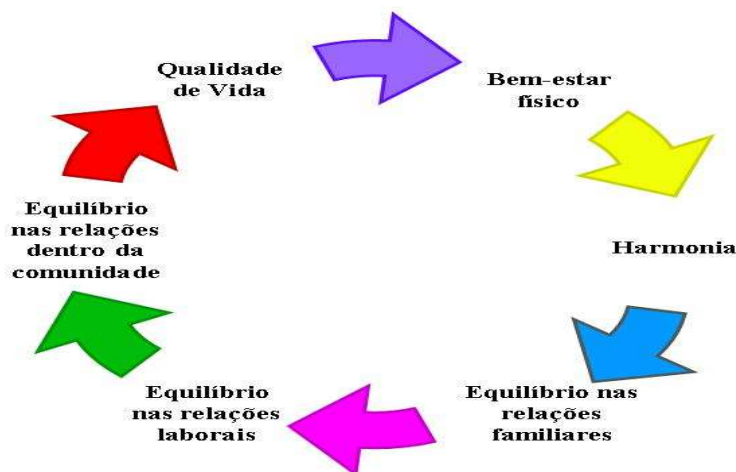 Qualidade
de Vida
Bem-estar
físico
Harmonia
Equilíbrio nas
relações
familiares
Equilíbrio
nas relações
laborais
Equilíbrio
nas relações
dentro da
comunidade